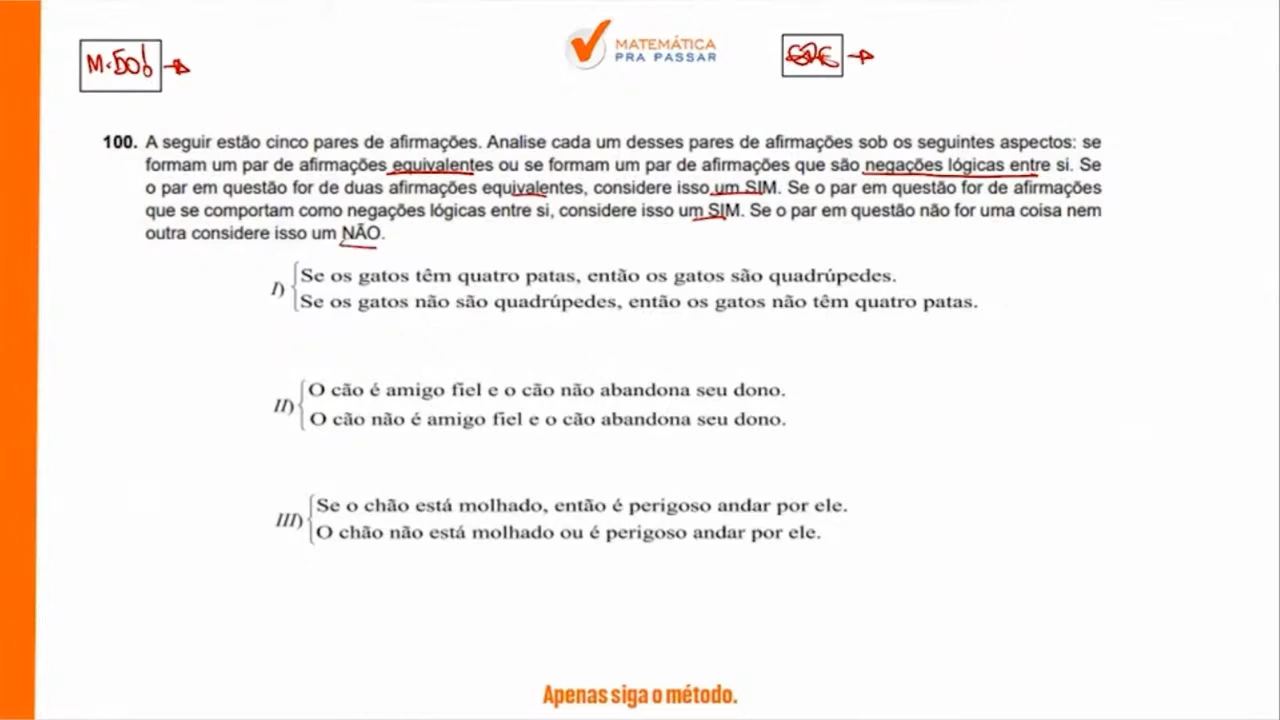 M.50!
MATEMÁTICA
PRA PASSAR
100. A seguir estão cinco pares de afirmações. Analise cada um desses pares de afirmações sob os seguintes aspectos: se
formam um par de afirmações equivalentes ou se formam um par de afirmações que são negações lógicas entre si. Se
o par em questão for de duas afirmações equivalentes, considere isso um SIM. Se o par em questão for de afirmações
que se comportam como negações lógicas entre si, considere isso um SIM. Se o par em questão não for uma coisa nem
outra considere isso um NÃO.
I) Se os gatos têm quatro patas, então os gatos são quadrúpedes.
Se os gatos não são quadrúpedes, então os gatos não têm quatro patas.
II) O cão é amigo fiel e o cão não abandona seu dono.
O cão não é amigo fiel e o cão abandona seu dono.
III) Se o chão está molhado, então é perigoso andar por ele.
O chão não está molhado ou é perigoso andar por ele.
Apenas siga o método.